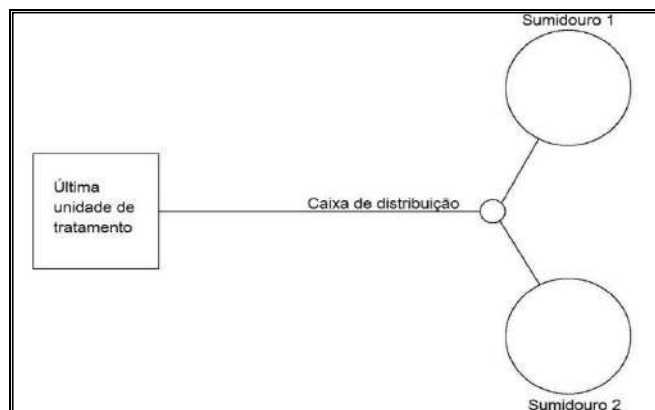 Sumidouro 1
Última
unidade de
tratamento
Caixa de distribuição
Sumidouro 2